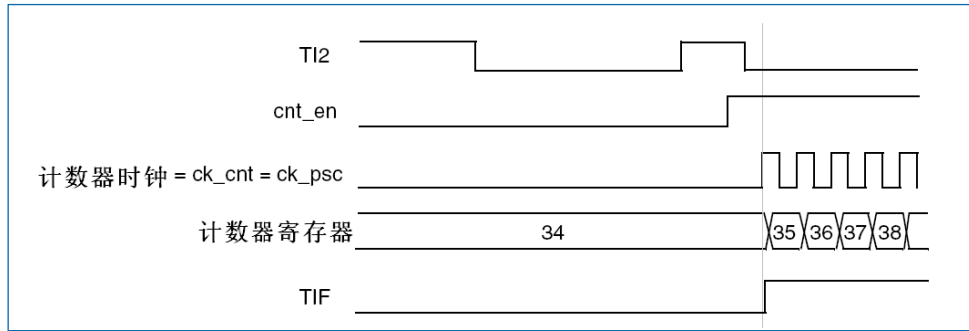 TI2
cnt_en
计数器时钟 = ck_cnt = ck_psc
计数器寄存器 34 35 36 37 38
TIF